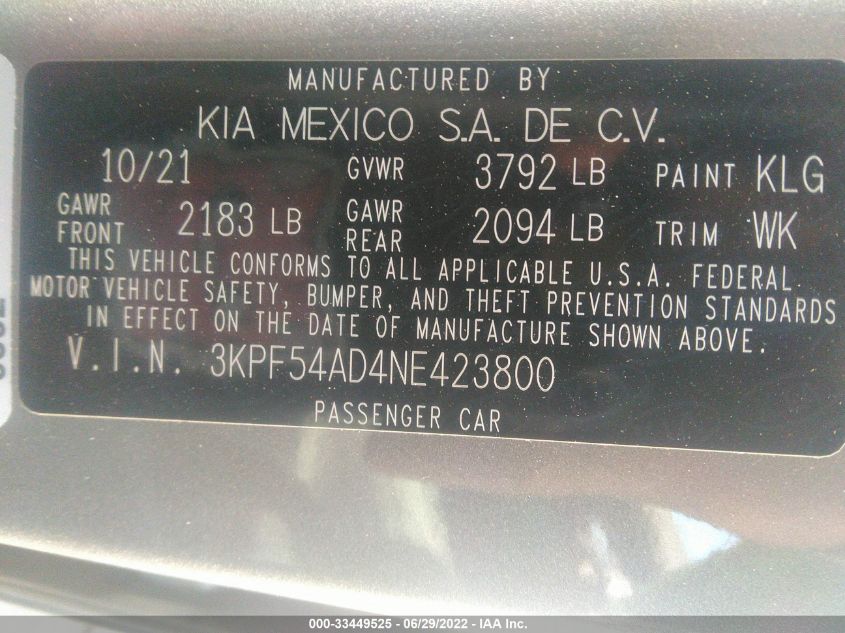 MANUFACTURED BY
KIA MEXICO S.A. DE C.V.
10/21 GVWR 3792 LB PAINT KLG
GAWR FRONT 2183 LB GAWR REAR 2094 LB TRIM WK
THIS VEHICLE CONFORMS TO ALL APPLICABLE U.S.A. FEDERAL
MOTOR VEHICLE SAFETY, BUMPER, AND THEFT PREVENTION STANDARDS
IN EFFECT ON THE DATE OF MANUFACTURE SHOWN ABOVE.
V.I.N. 3KPF54AD4NE423800
PASSENGER CAR
000-33449525 - 06/29/2022 - IAA Inc.